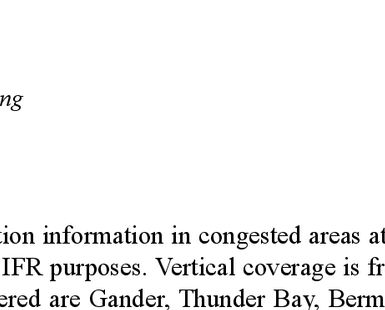 ng
tion information in congested areas at
IFR purposes. Vertical coverage is fr
ered are Gander, Thunder Bay, Berm